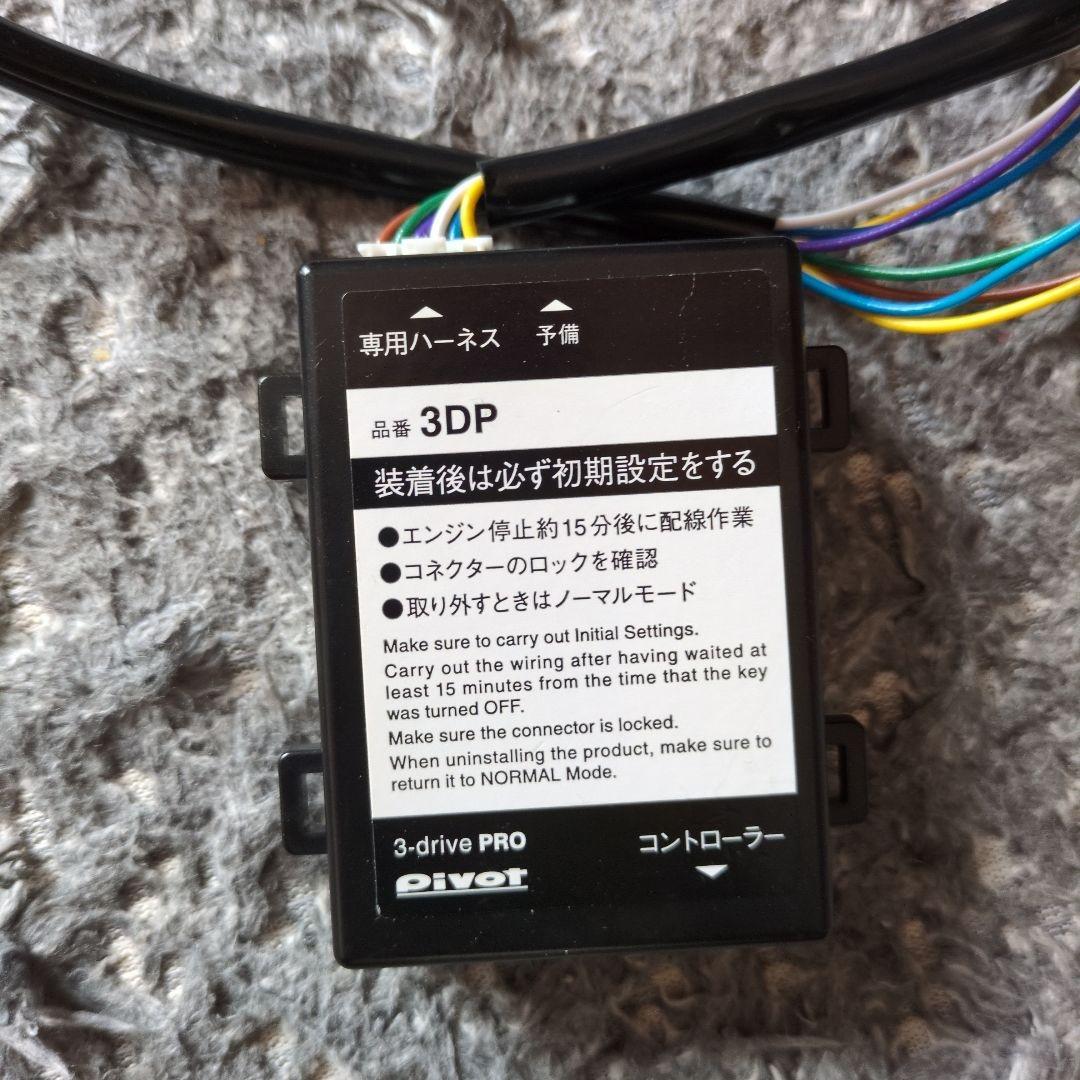 専用ハーネス 予備
品番 3DP
装着後は必ず初期設定をする
●エンジン停止約15分後に配線作業
●コネクターのロックを確認
●取り外すときはノーマルモード
Make sure to carry out Initial Settings.
Carry out the wiring after having waited at
least 15 minutes from the time that the key
was turned OFF.
Make sure the connector is locked.
When uninstalling the product, make sure to
return it to NORMAL Mode.
3-drive PRO コントローラー
pivot